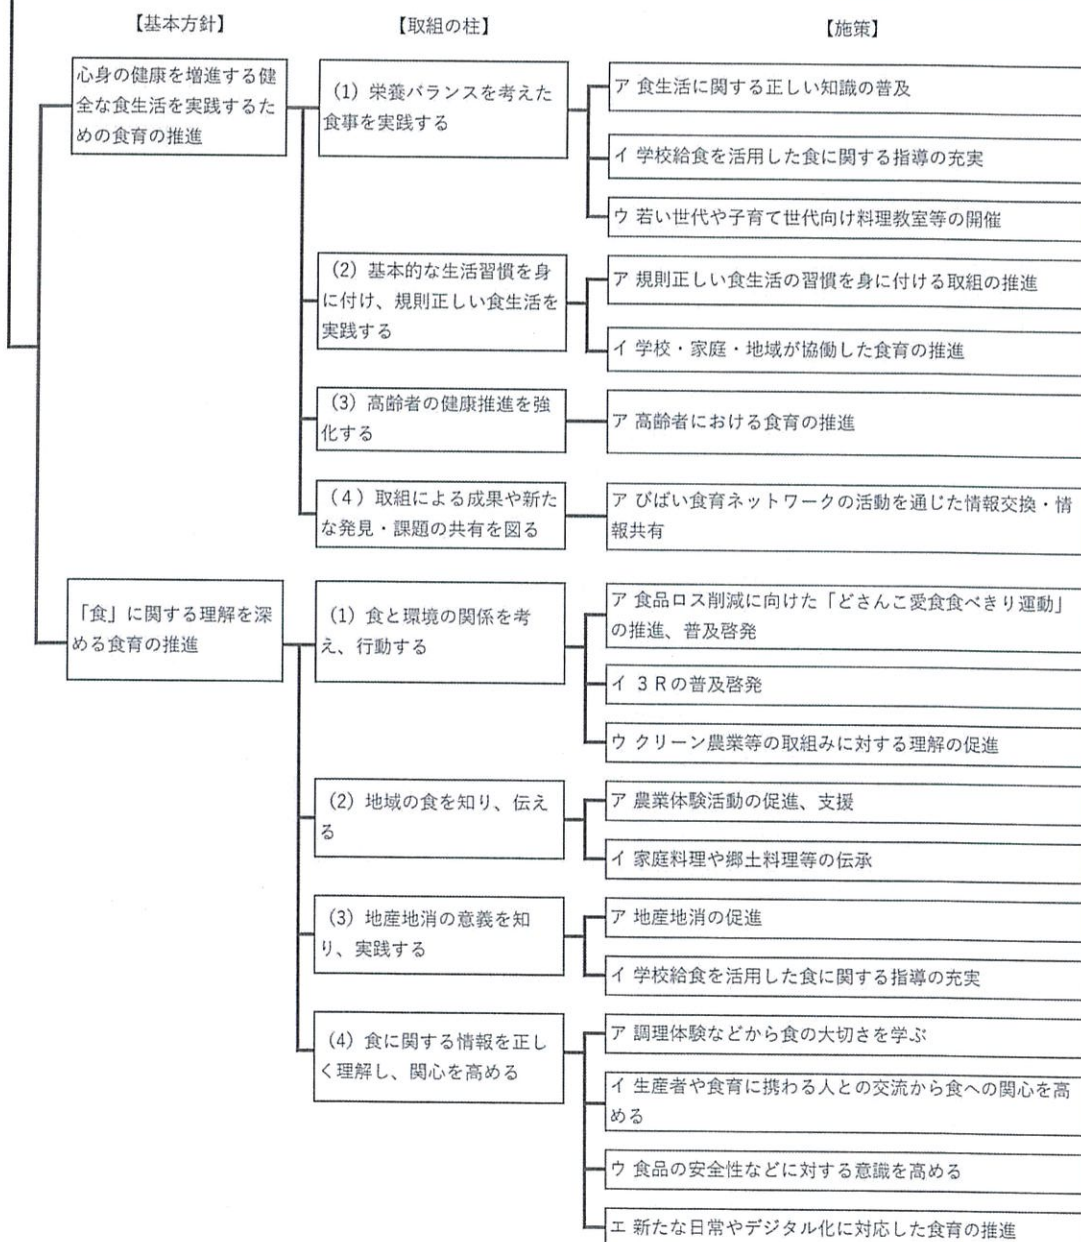 【基本方針】
【取組の柱】
【施策】
心身の健康を増進する健
全な食生活を実践するた
めの食育の推進
(1) 栄養バランスを考えた
食事を実践する
ア 食生活に関する正しい知識の普及
イ 学校給食を活用した食に関する指導の充実
ウ 若い世代や子育て世代向け料理教室等の開催
(2) 基本的な生活習慣を身
に付け、規則正しい食生活を
実践する
ア 規則正しい食生活の習慣を身に付ける取組の推進
イ 学校・家庭・地域が協働した食育の推進
(3) 高齢者の健康推進を強
化する
ア 高齢者における食育の推進
(4) 取組による成果や新た
な発見・課題の共有を図る
ア びばい食育ネットワークの活動を通じた情報交換・情
報共有
「食」に関する理解を深
める食育の推進
(1) 食と環境の関係を考
え、行動する
ア 食品ロス削減に向けた「どさんこ愛食食べきり運動」
の推進、普及啓発
イ 3Rの普及啓発
ウ クリーン農業等の取組みに対する理解の促進
(2) 地域の食を知り、伝え
る
ア 農業体験活動の促進、支援
イ 家庭料理や郷土料理等の伝承
(3) 地産地消の意義を知
り、実践する
ア 地産地消の促進
イ 学校給食を活用した食に関する指導の充実
(4) 食に関する情報を正し
く理解し、関心を高める
ア 調理体験などから食の大切さを学ぶ
イ 生産者や食育に携わる人との交流から食への関心を高
める
ウ 食品の安全性などに対する意識を高める
エ 新たな日常やデジタル化に対応した食育の推進